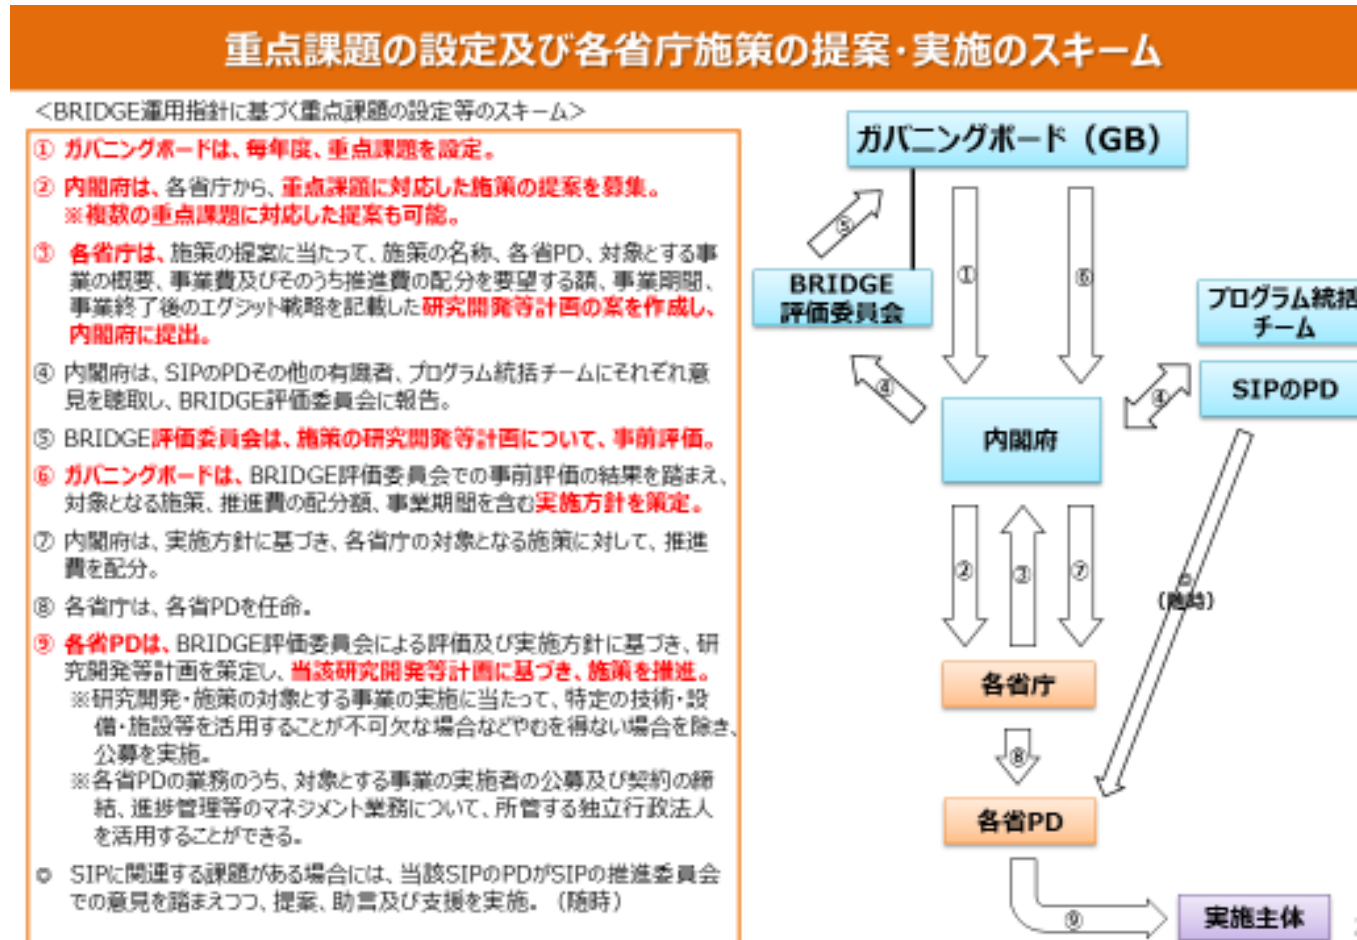 重点課題の設定及び各省庁施策の提案・実施のスキーム
<BRIDGE運用指針に基づく重点課題の設定等のスキーム>
① ガバニングボードは、毎年度、重点課題を設定。
② 内閣府は、各省庁から、重点課題に対応した施策の提案を募集。
※複数の重点課題に対応した提案も可能。
③ 各省庁は、施策の提案に当たって、施策の名称、各省PD、対象とする事
業の概要、事業費及びそのうち推進費の配分を要望する額、事業期間、
事業終了後のエグジット戦略を記載した研究開発等計画の案を作成し、
内閣府に提出。
④ 内閣府は、SIPのPDその他の有識者、プログラム統括チームにそれぞれ意
見を聴取し、BRIDGE評価委員会に報告。
⑤ BRIDGE評価委員会は、施策の研究開発等計画について、事前評価。
⑥ ガバニングボードは、BRIDGE評価委員会での事前評価の結果を踏まえ、
対象となる施策、推進費の配分額、事業期間を含む実施方針を策定。
⑦ 内閣府は、実施方針に基づき、各省庁の対象となる施策に対して、推進
費を配分。
⑧ 各省庁は、各省PDを任命。
⑨ 各省PDは、BRIDGE評価委員会による評価及び実施方針に基づき、研
究開発等計画を策定し、当該研究開発等計画に基づき、施策を推進。
※研究開発・施策の対象とする事業の実施に当たって、特定の技術・設
備・施設等を活用することが不可欠な場合などやむを得ない場合を除き、
公募を実施。
※各省PDの業務のうち、対象とする事業の実施者の公募及び契約の締
結、進捗管理等のマネジメント業務について、所管する独立行政法人
を活用することができる。
◎ SIPに関連する課題がある場合には、当該SIPのPDがSIPの推進委員会
での意見を踏まえつつ、提案、助言及び支援を実施。（随時）
ガバニングボード（GB）
⑤
①
⑥
BRIDGE
評価委員会
プログラム統括
チーム
④
④
SIPのPD
内閣府
②
③
⑦
◎
（随時）
各省庁
⑧
各省PD
⑨
実施主体